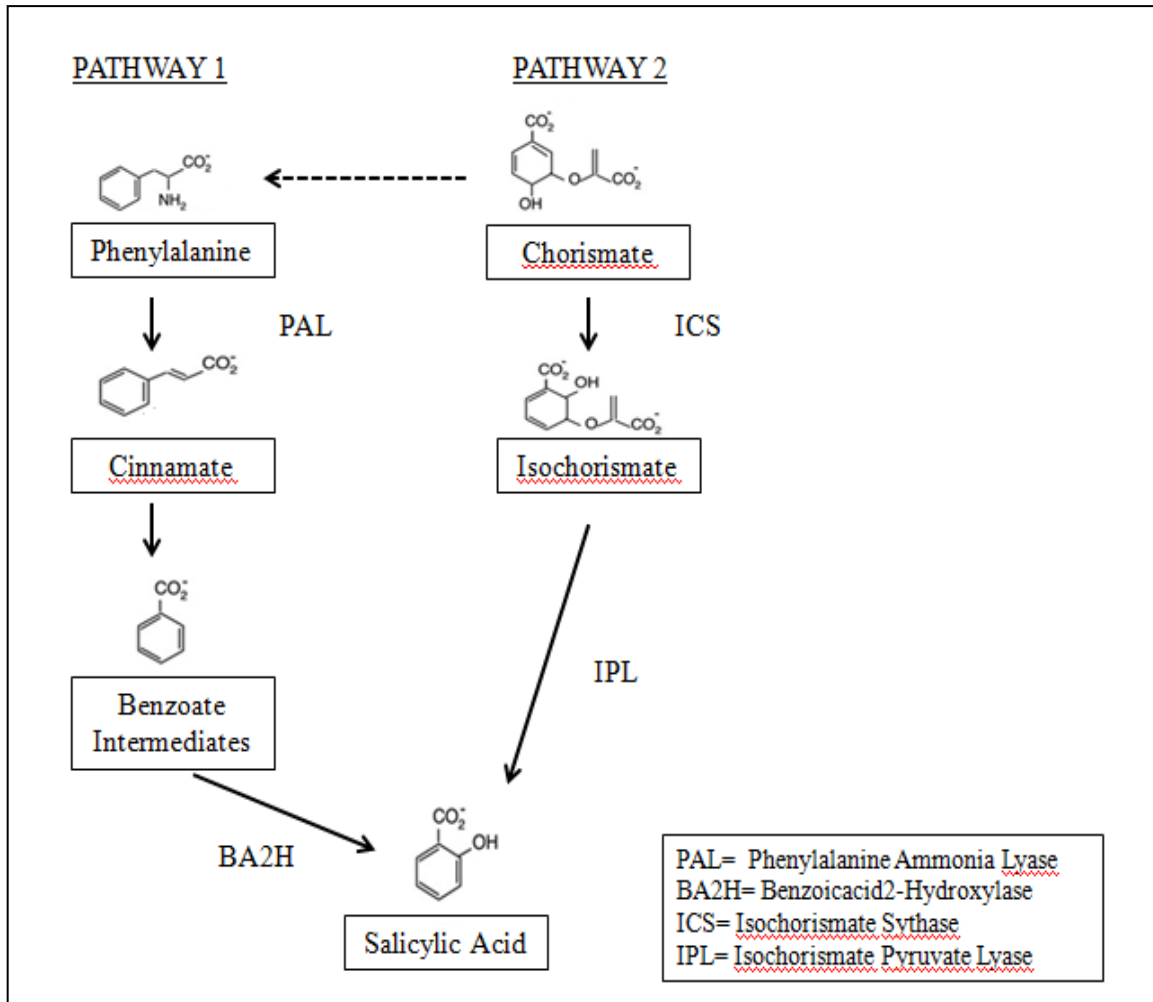 PATHWAY 1
PATHWAY 2
CO₂⁻
NH₂
Phenylalanine
CO₂⁻
O
CO₂⁻
OH
Chorismate
PAL
ICS
CO₂⁻
Cinnamate
CO₂⁻
OH
O
CO₂⁻
Isochorismate
CO₂⁻
Benzoate
Intermediates
IPL
BA2H
CO₂⁻
OH
Salicylic Acid
PAL= Phenylalanine Ammonia Lyase
BA2H= Benzoicacid2-Hydroxylase
ICS= Isochorismate Sythase
IPL= Isochorismate Pyruvate Lyase